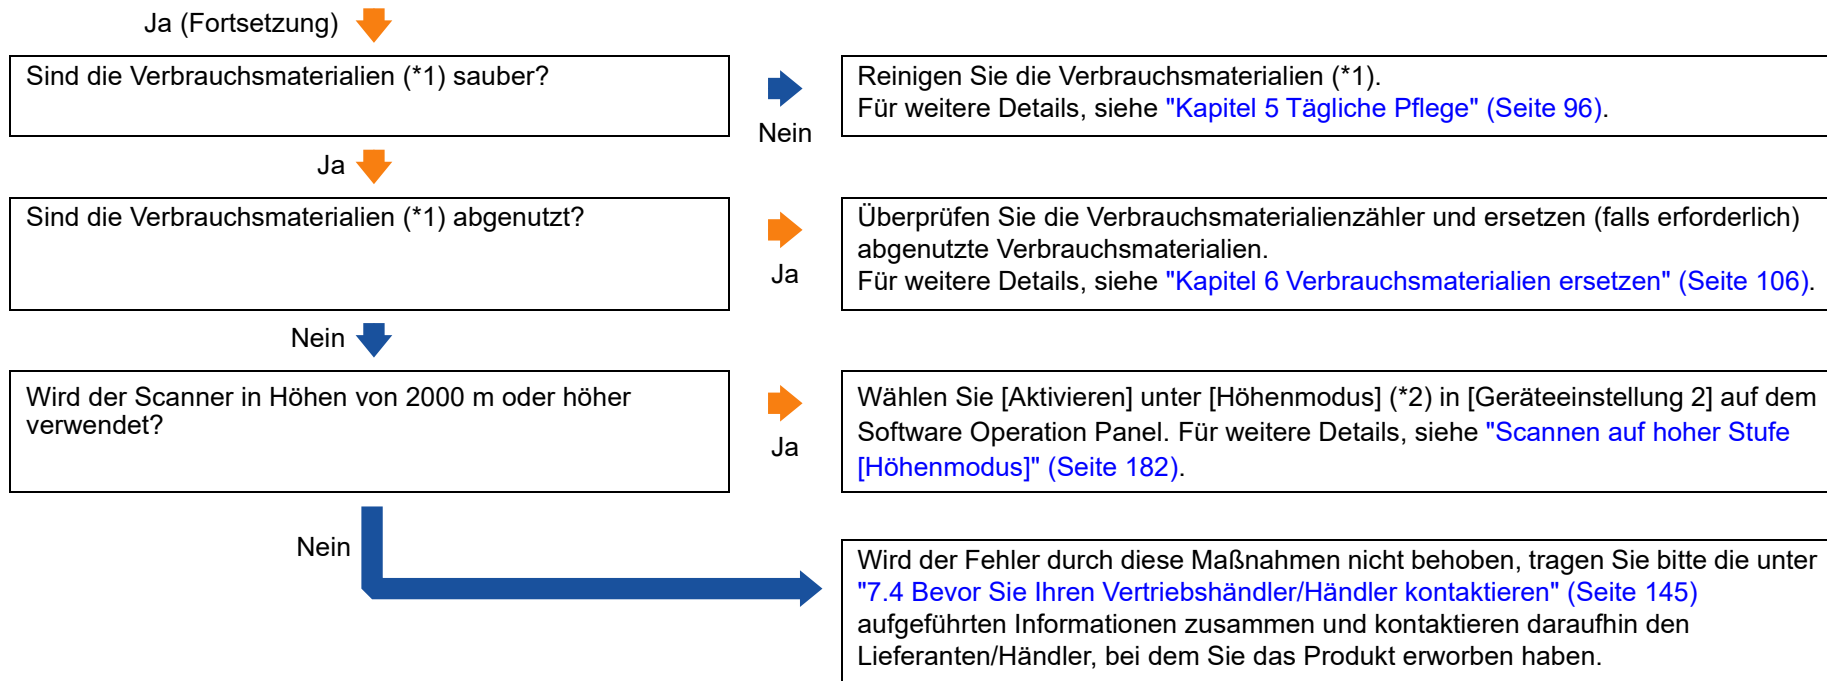 Ja (Fortsetzung)
Sind die Verbrauchsmaterialien (*1) sauber?
Nein
Reinigen Sie die Verbrauchsmaterialien (*1).
Für weitere Details, siehe "Kapitel 5 Tägliche Pflege" (Seite 96).
Ja
Sind die Verbrauchsmaterialien (*1) abgenutzt?
Ja
Überprüfen Sie die Verbrauchsmaterialienzähler und ersetzen (falls erforderlich)
abgenutzte Verbrauchsmaterialien.
Für weitere Details, siehe "Kapitel 6 Verbrauchsmaterialien ersetzen" (Seite 106).
Nein
Wird der Scanner in Höhen von 2000 m oder höher
verwendet?
Ja
Wählen Sie [Aktivieren] unter [Höhenmodus] (*2) in [Geräteeinstellung 2] auf dem
Software Operation Panel. Für weitere Details, siehe "Scannen auf hoher Stufe
[Höhenmodus]" (Seite 182).
Nein
Wird der Fehler durch diese Maßnahmen nicht behoben, tragen Sie bitte die unter
"7.4 Bevor Sie Ihren Vertriebshändler/Händler kontaktieren" (Seite 145)
aufgeführten Informationen zusammen und kontaktieren daraufhin den
Lieferanten/Händler, bei dem Sie das Produkt erworben haben.